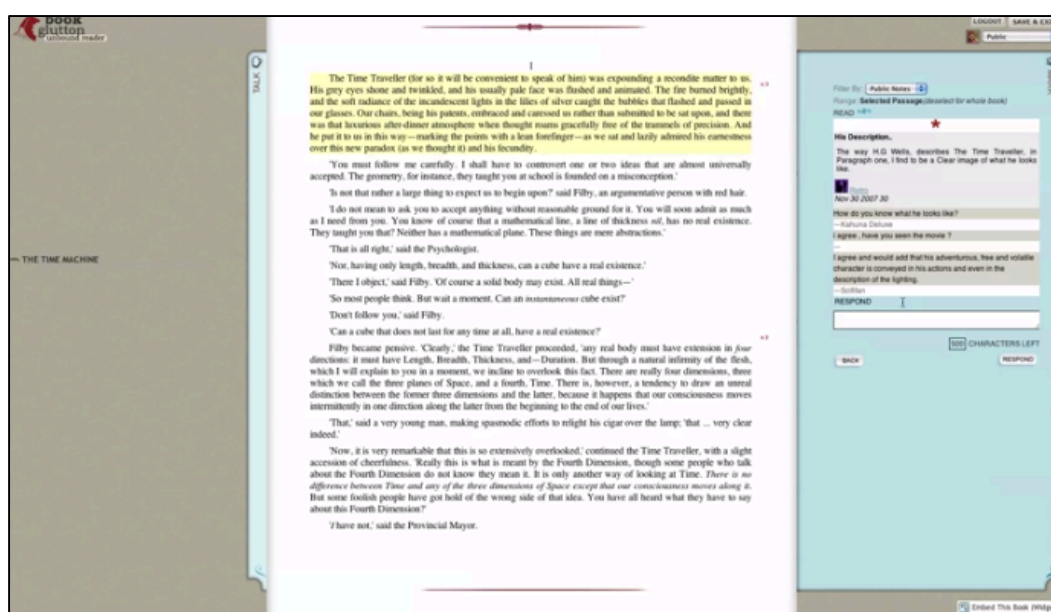 BOOK
glutton
unbound reader
LOGOUT SAVE & EXI
Public
TALK
I
The Time Traveller (for so it will be convenient to speak of him) was expounding a recondite matter to us.
His grey eyes shone and twinkled, and his usually pale face was flushed and animated. The fire burned brightly,
and the soft radiance of the incandescent lights in the lilies of silver caught the bubbles that flashed and passed in
our glasses. Our chairs, being his patents, embraced and caressed us rather than submitted to be sat upon, and there
was that luxurious after-dinner atmosphere when thought roams gracefully free of the trammels of precision. And
he put it to us in this way—marking the points with a lean forefinger—as we sat and lazily admired his earnestness
over this new paradox (as we thought it) and his fecundity.
'You must follow me carefully. I shall have to controvert one or two ideas that are almost universally
accepted. The geometry, for instance, they taught you at school is founded on a misconception.'
'Is not that rather a large thing to expect us to begin upon?' said Filby, an argumentative person with red hair.
'I do not mean to ask you to accept anything without reasonable ground for it. You will soon admit as much
as I need from you. You know of course that a mathematical line, a line of thickness nil, has no real existence.
They taught you that? Neither has a mathematical plane. These things are mere abstractions.'
'That is all right,' said the Psychologist.
'Nor, having only length, breadth, and thickness, can a cube have a real existence.'
'There I object,' said Filby. 'Of course a solid body may exist. All real things—'
'So most people think. But wait a moment. Can an instantaneous cube exist?'
'Don't follow you,' said Filby.
'Can a cube that does not last for any time at all, have a real existence?'
Filby became pensive. 'Clearly,' the Time Traveller proceeded, 'any real body must have extension in four
directions: it must have Length, Breadth, Thickness, and—Duration. But through a natural infirmity of the flesh,
which I will explain to you in a moment, we incline to overlook this fact. There are really four dimensions, three
which we call the three planes of Space, and a fourth, Time. There is, however, a tendency to draw an unreal
distinction between the former three dimensions and the latter, because it happens that our consciousness moves
intermittently in one direction along the latter from the beginning to the end of our lives.'
'That,' said a very young man, making spasmodic efforts to relight his cigar over the lamp; 'that ... very clear
indeed.'
'Now, it is very remarkable that this is so extensively overlooked,' continued the Time Traveller, with a slight
accession of cheerfulness. 'Really this is what is meant by the Fourth Dimension, though some people who talk
about the Fourth Dimension do not know they mean it. It is only another way of looking at Time. There is no
difference between Time and any of the three dimensions of Space except that our consciousness moves along it.
But some foolish people have got hold of the wrong side of that idea. You have all heard what they have to say
about this Fourth Dimension?'
'I have not,' said the Provincial Mayor.
THE TIME MACHINE
Filter By: Public Notes
Range: Selected Passage(deselect for whole book)
READ
His Description..
The way H.G Wells, describes The Time Traveller, in
Paragraph one, I find to be a Clear image of what he looks
like.
Nov 30 2007 30
How do you know what he looks like?
—Kahuna Deluxe
I agree , have you seen the movie ?
—
I agree and would add that his adventurous, free and volatile
character is conveyed in his actions and even in the
description of the lighting.
RESPOND
500 CHARACTERS LEFT
BACK
RESPOND
Embed This Book (Widg